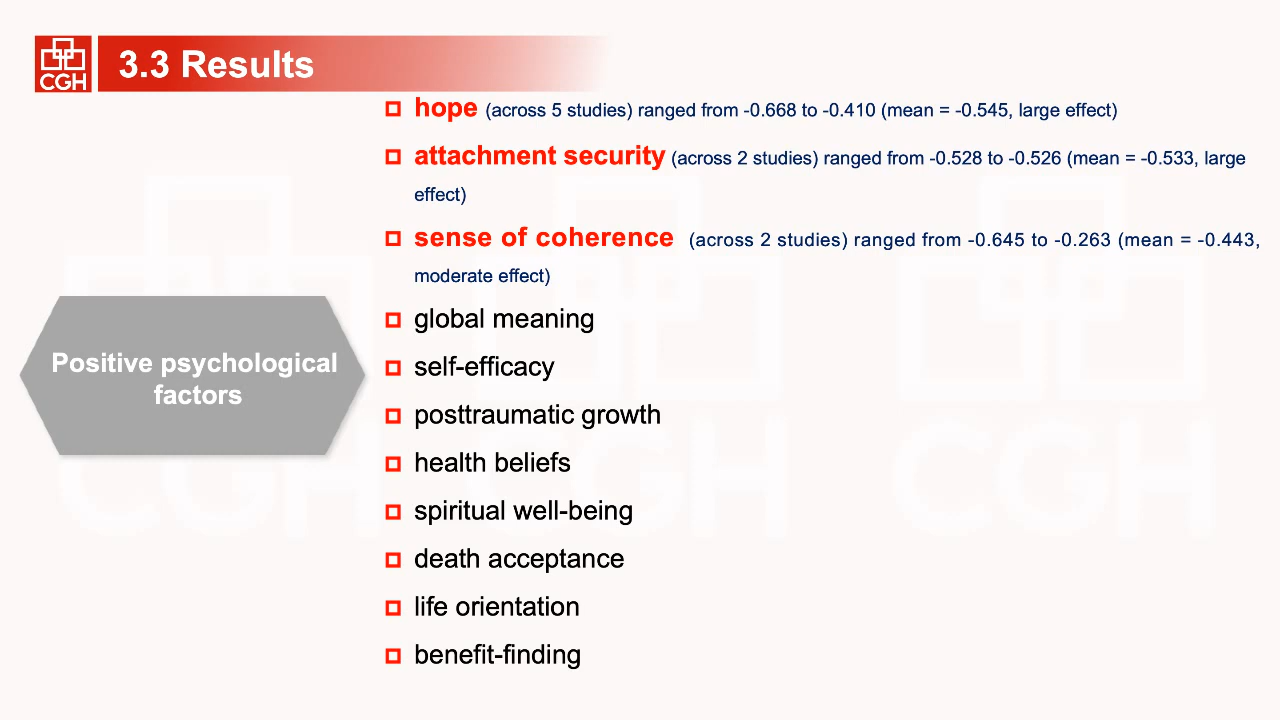 CGH
3.3 Results
hope (across 5 studies) ranged from -0.668 to -0.410 (mean = -0.545, large effect)
attachment security (across 2 studies) ranged from -0.528 to -0.526 (mean = -0.533, large
effect)
sense of coherence (across 2 studies) ranged from -0.645 to -0.263 (mean = -0.443,
moderate effect)
global meaning
self-efficacy
posttraumatic growth
health beliefs
spiritual well-being
death acceptance
life orientation
benefit-finding
Positive psychological
factors
CGH
CGH
CGH